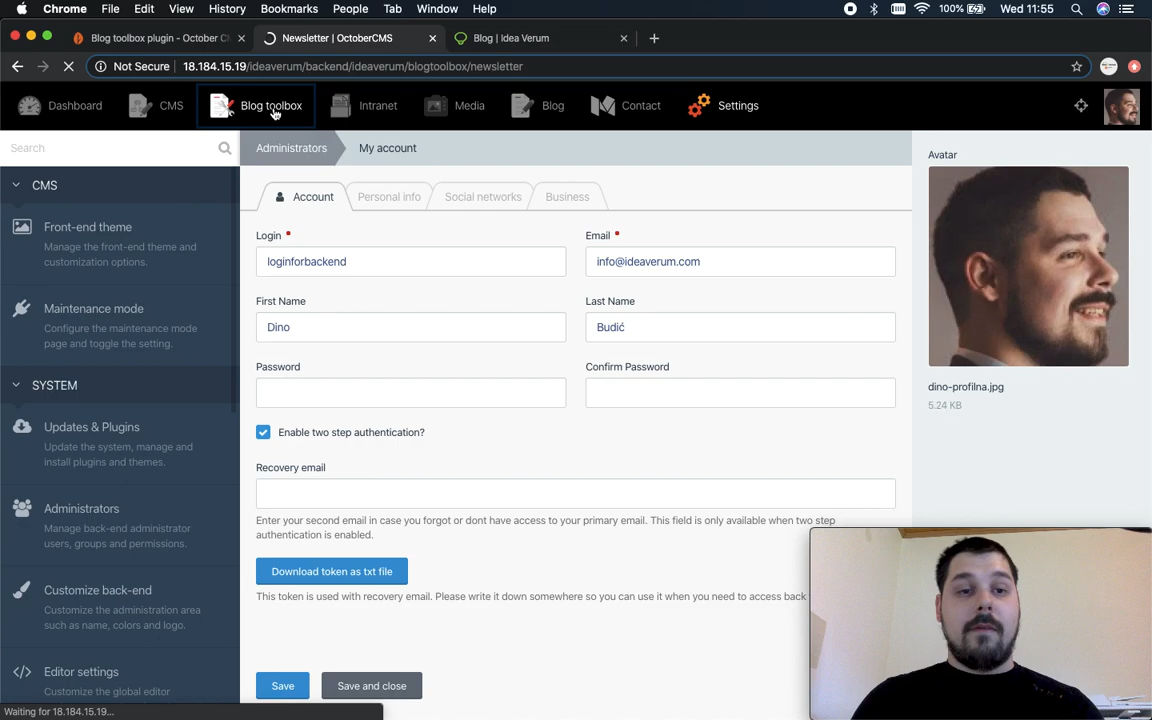 Chrome File Edit View History Bookmarks People Tab Window Help 100% Wed 11:55
Blog toolbox plugin - October C Newsletter | OctoberCMS Blog | Idea Verum
Not Secure 18.184.15.19/ideaverum/backend/ideaverum/blogtoolbox/newsletter
Dashboard CMS Blog toolbox Intranet Media Blog Contact Settings
Search
Administrators My account
CMS
Front-end theme
Manage the front-end theme and
customization options.
Maintenance mode
Configure the maintenance mode
page and toggle the setting.
SYSTEM
Updates & Plugins
Update the system, manage and
install plugins and themes.
Administrators
Manage back-end administrator
users, groups and permissions.
Customize back-end
Customize the administration area
such as name, colors and logo.
Editor settings
Customize the global editor
Waiting for 18.184.15.19...
Account Personal info Social networks Business
Login * Email *
loginforbackend info@ideaverum.com
First Name Last Name
Dino Budić
Password Confirm Password
Enable two step authentication?
Recovery email
Enter your second email in case you forgot or dont have access to your primary email. This field is only available when two step
authentication is enabled.
Download token as txt file
This token is used with recovery email. Please write it down somewhere so you can use it when you need to access back
Save Save and close
Avatar
dino-profilna.jpg
5.24 KB